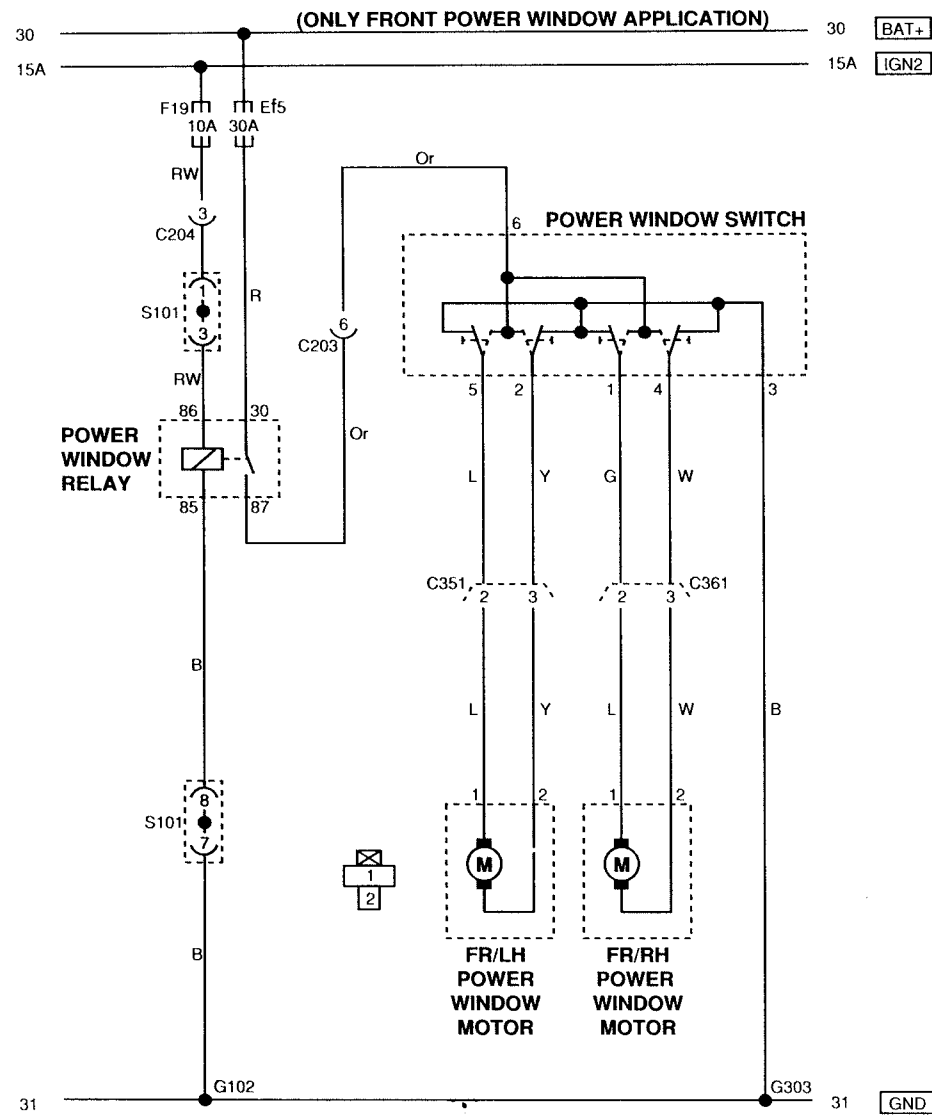 (ONLY FRONT POWER WINDOW APPLICATION)
30
30
BAT+
15A
15A
IGN2
F19
Ef5
10A
30A
RW
Or
3
C204
6
POWER WINDOW SWITCH
1
S101
3
R
6
C203
RW
5
2
1
4
3
86
30
POWER
WINDOW
RELAY
Or
85
87
L
Y
G
W
C351
2
3
2
3
C361
B
L
Y
L
W
B
8
S101
7
1
2
1
2
M
M
1
2
B
FR/LH
POWER
WINDOW
MOTOR
FR/RH
POWER
WINDOW
MOTOR
G102
G303
31
31
GND